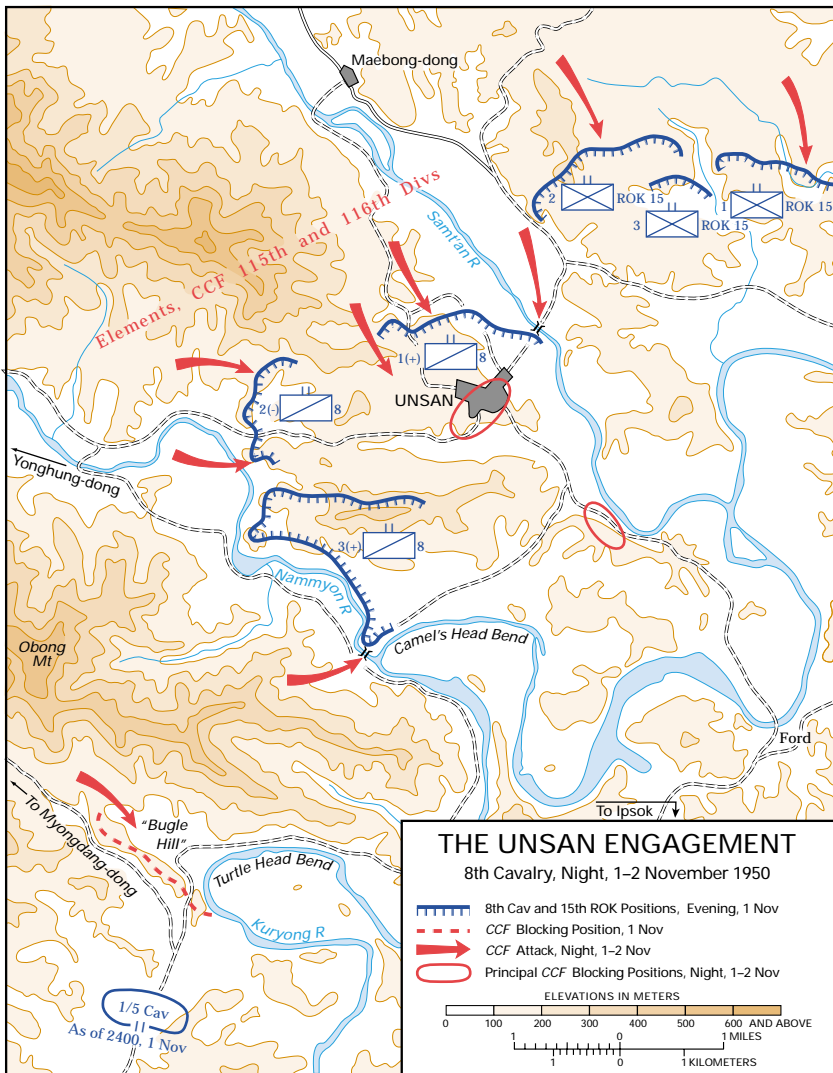 Maebong-dong
Samt'an R
2
ROK 15
3
ROK 15
1
ROK 15
Elements, CCF 115th and 116th Divs
1(+)
8
UNSAN
2(-)
8
Yonghung-dong
3(+)
8
Nammyon R
Camel's Head Bend
Obong
Mt
Ford
To Ipsok
To Myongdang-dong
"Bugle
Hill"
Turtle Head Bend
Kuryong R
1/5 Cav
As of 2400, 1 Nov
THE UNSAN ENGAGEMENT
8th Cavalry, Night, 1–2 November 1950
8th Cav and 15th ROK Positions, Evening, 1 Nov
CCF Blocking Position, 1 Nov
CCF Attack, Night, 1–2 Nov
Principal CCF Blocking Positions, Night, 1–2 Nov
ELEVATIONS IN METERS
0 100 200 300 400 500 600 AND ABOVE
1 0 1 MILES
1 0 1 KILOMETERS